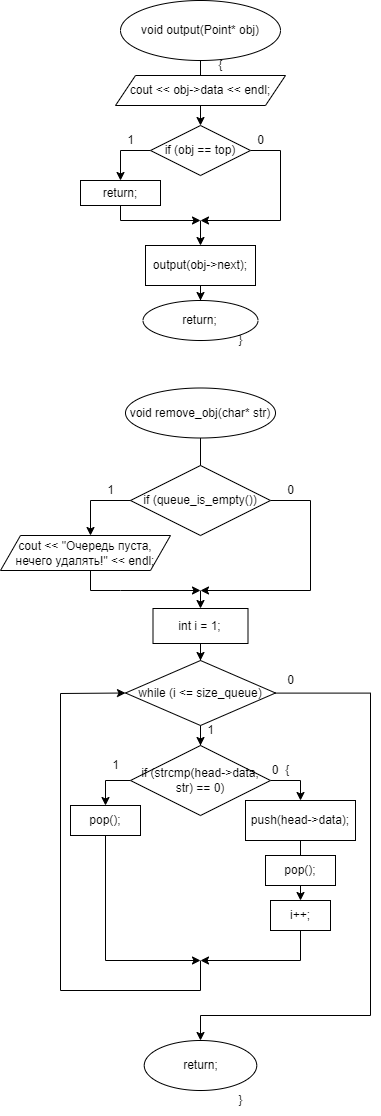 void output(Point* obj)
{
cout << obj->data << endl;
if (obj == top)
1
0
return;
output(obj->next);
return;
}
void remove_obj(char* str)
if (queue_is_empty())
1
0
cout << "Очередь пуста,
нечего удалять!" << endl;
int i = 1;
while (i <= size_queue)
0
1
if (strcmp(head->data,
str) == 0)
1
0 {
pop();
push(head->data);
pop();
i++;
return;
}